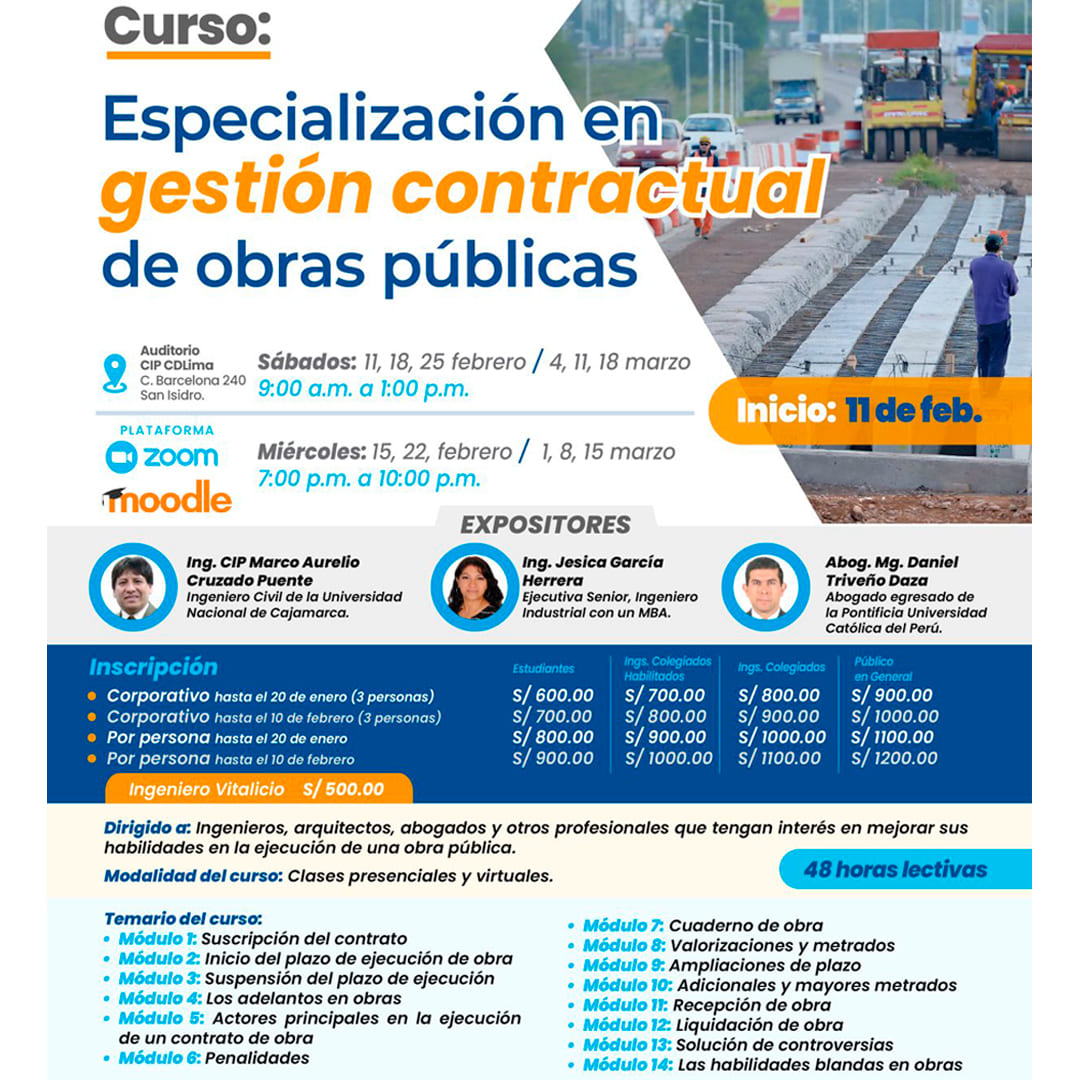 Curso:
Especialización en
gestión contractual
de obras públicas
Auditorio
CIP CDLima
C. Barcelona 240
San Isidro.
Sábados: 11, 18, 25 febrero / 4, 11, 18 marzo
9:00 a.m. a 1:00 p.m.
Inicio: 11 de feb.
PLATAFORMA
zoom
moodle
Miércoles: 15, 22, febrero / 1, 8, 15 marzo
7:00 p.m. a 10:00 p.m.
EXPOSITORES
Ing. CIP Marco Aurelio
Cruzado Puente
Ingeniero Civil de la Universidad
Nacional de Cajamarca.
Ing. Jesica García
Herrera
Ejecutiva Senior, Ingeniero
Industrial con un MBA.
Abog. Mg. Daniel
Triveño Daza
Abogado egresado de
la Pontificia Universidad
Católica del Perú.
Inscripción
Estudiantes
Ings. Colegiados
Habilitados
Ings. Colegiados
Público
en General
Corporativo hasta el 20 de enero (3 personas) S/ 600.00 S/ 700.00 S/ 800.00 S/ 900.00
Corporativo hasta el 10 de febrero (3 personas) S/ 700.00 S/ 800.00 S/ 900.00 S/ 1000.00
Por persona hasta el 20 de enero S/ 800.00 S/ 900.00 S/ 1000.00 S/ 1100.00
Por persona hasta el 10 de febrero S/ 900.00 S/ 1000.00 S/ 1100.00 S/ 1200.00
Ingeniero Vitalicio S/ 500.00
Dirigido a: Ingenieros, arquitectos, abogados y otros profesionales que tengan interés en mejorar sus
habilidades en la ejecución de una obra pública.
Modalidad del curso: Clases presenciales y virtuales.
48 horas lectivas
Temario del curso:
• Módulo 1: Suscripción del contrato
• Módulo 2: Inicio del plazo de ejecución de obra
• Módulo 3: Suspensión del plazo de ejecución
• Módulo 4: Los adelantos en obras
• Módulo 5: Actores principales en la ejecución
de un contrato de obra
• Módulo 6: Penalidades
• Módulo 7: Cuaderno de obra
• Módulo 8: Valorizaciones y metrados
• Módulo 9: Ampliaciones de plazo
• Módulo 10: Adicionales y mayores metrados
• Módulo 11: Recepción de obra
• Módulo 12: Liquidación de obra
• Módulo 13: Solución de controversias
• Módulo 14: Las habilidades blandas en obras